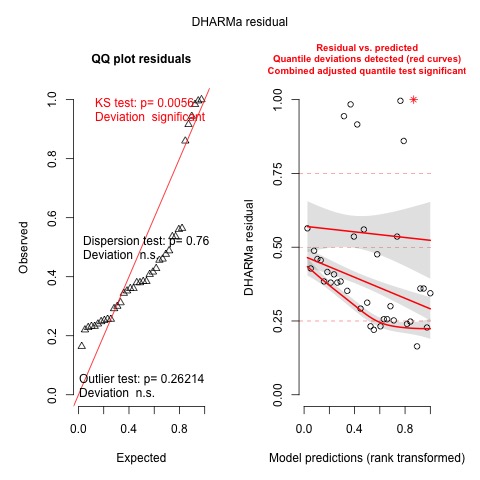 DHARMa residual
QQ plot residuals
KS test: p= 0.0056
Deviation significant
Dispersion test: p= 0.76
Deviation n.s.
Outlier test: p= 0.26214
Deviation n.s.
Observed
0.0 0.2 0.4 0.6 0.8 1.0
0.0 0.4 0.8
Expected
Residual vs. predicted
Quantile deviations detected (red curves)
Combined adjusted quantile test significant
DHARMa residual
0.00 0.25 0.50 0.75 1.00
0.0 0.4 0.8
Model predictions (rank transformed)